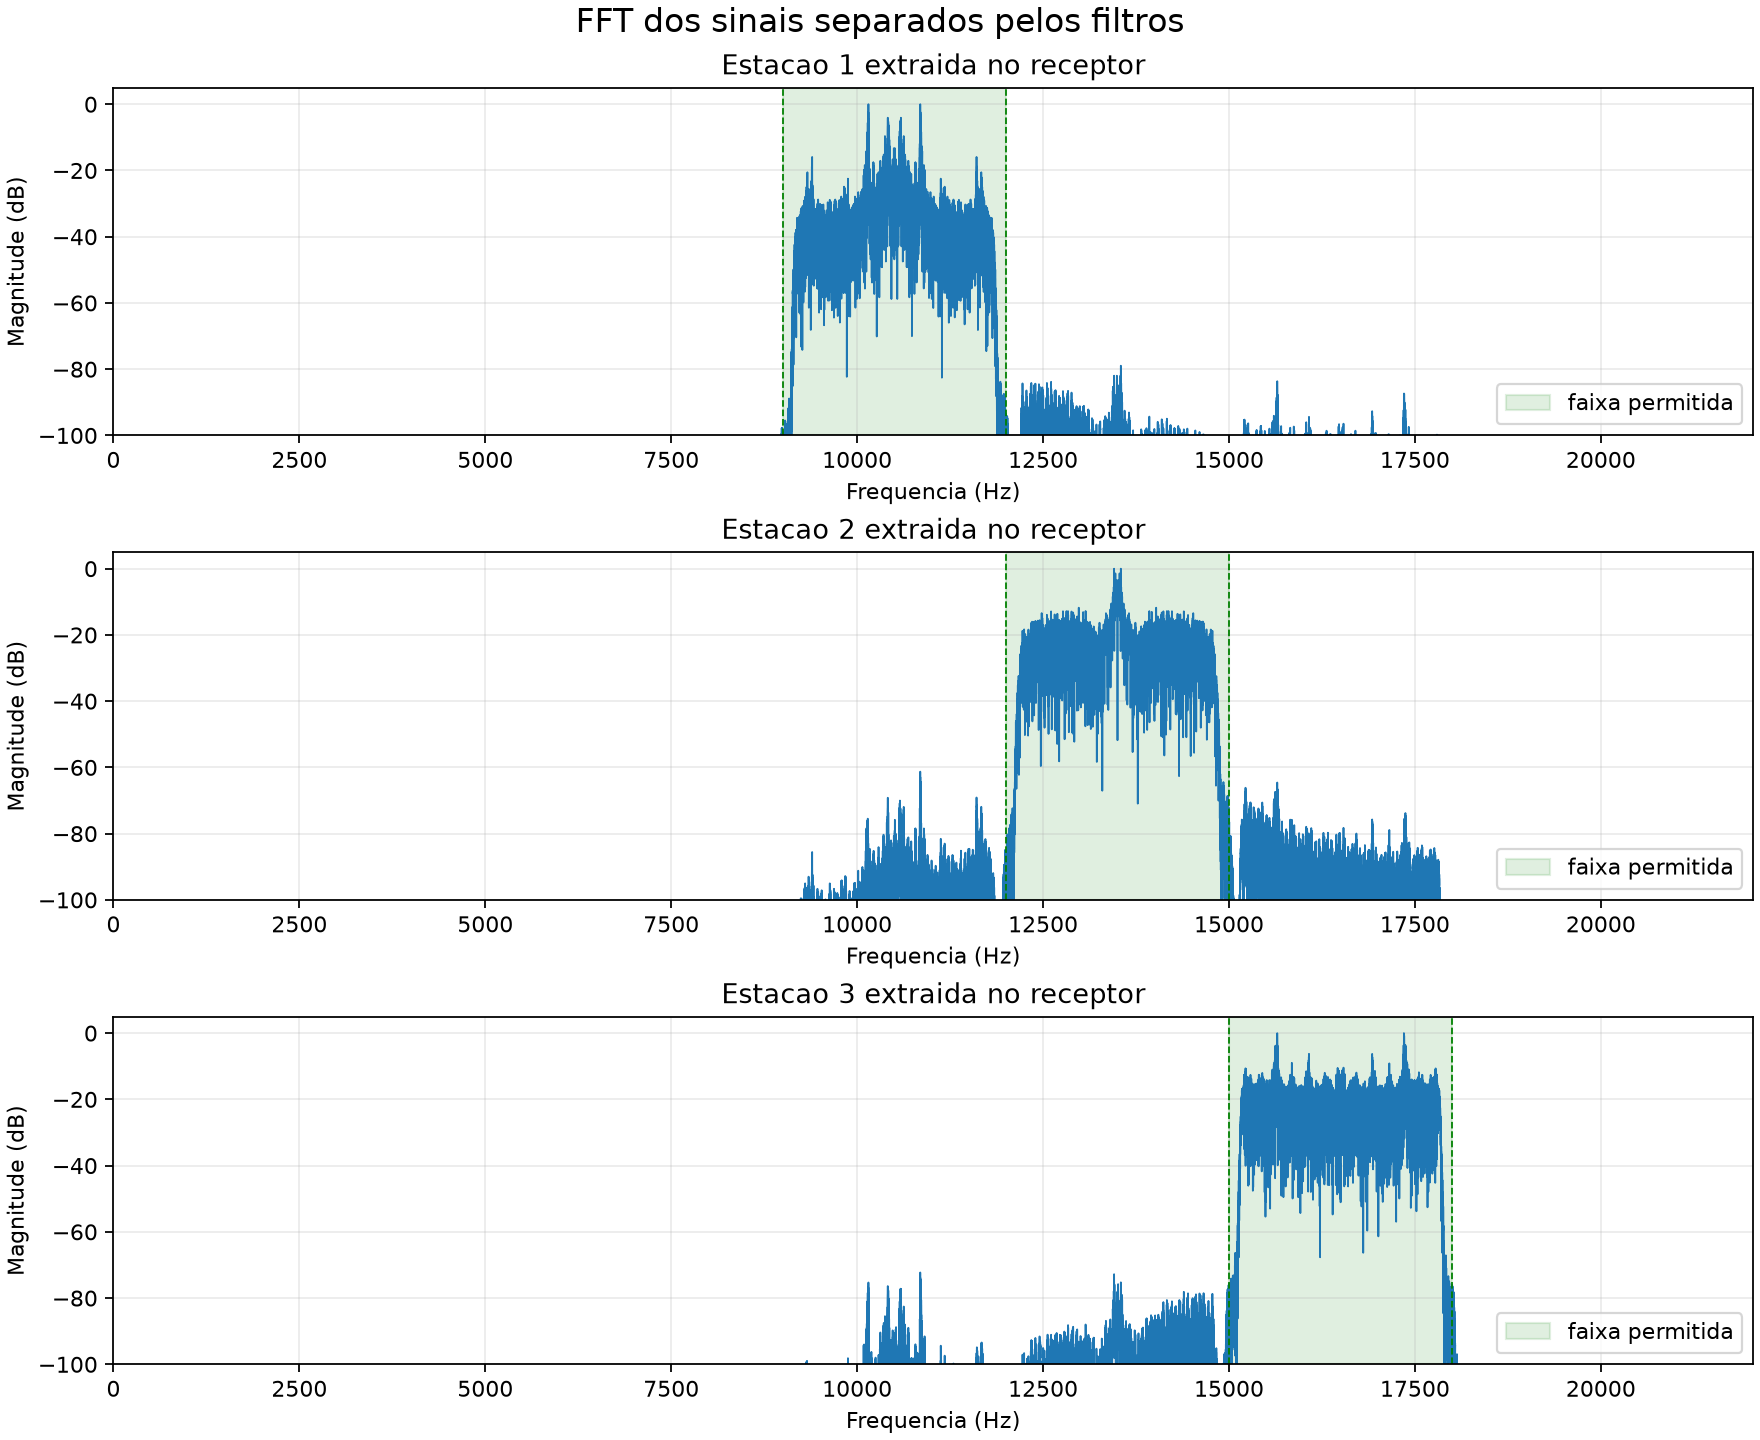 FFT dos sinais separados pelos filtros
Estacao 1 extraida no receptor
Magnitude (dB)
0
−20
−40
−60
−80
−100
faixa permitida
0 2500 5000 7500 10000 12500 15000 17500 20000
Frequencia (Hz)
Estacao 2 extraida no receptor
Magnitude (dB)
0
−20
−40
−60
−80
−100
faixa permitida
0 2500 5000 7500 10000 12500 15000 17500 20000
Frequencia (Hz)
Estacao 3 extraida no receptor
Magnitude (dB)
0
−20
−40
−60
−80
−100
faixa permitida
0 2500 5000 7500 10000 12500 15000 17500 20000
Frequencia (Hz)